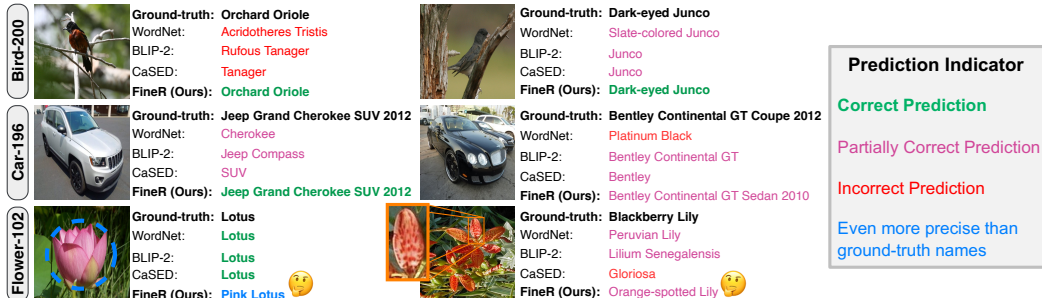 Bird-200
Ground-truth: Orchard Oriole
WordNet: Acridotheres Tristis
BLIP-2: Rufous Tanager
CaSED: Tanager
FineR (Ours): Orchard Oriole
Ground-truth: Dark-eyed Junco
WordNet: Slate-colored Junco
BLIP-2: Junco
CaSED: Junco
FineR (Ours): Dark-eyed Junco
Car-196
Ground-truth: Jeep Grand Cherokee SUV 2012
WordNet: Cherokee
BLIP-2: Jeep Compass
CaSED: SUV
FineR (Ours): Jeep Grand Cherokee SUV 2012
Ground-truth: Bentley Continental GT Coupe 2012
WordNet: Platinum Black
BLIP-2: Bentley Continental GT
CaSED: Bentley
FineR (Ours): Bentley Continental GT Sedan 2010
Flower-102
Ground-truth: Lotus
WordNet: Lotus
BLIP-2: Lotus
CaSED: Lotus
FineR (Ours): Pink Lotus
Ground-truth: Blackberry Lily
WordNet: Peruvian Lily
BLIP-2: Lilium Senegalensis
CaSED: Gloriosa
FineR (Ours): Orange-spotted Lily
Prediction Indicator
Correct Prediction
Partially Correct Prediction
Incorrect Prediction
Even more precise than
ground-truth names